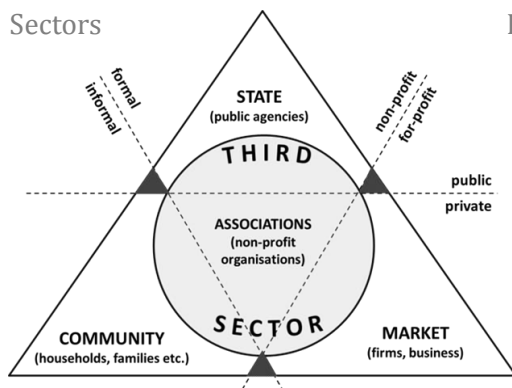 Sectors
STATE
(public agencies)
formal
informal
non-profit
for-profit
THIRD
public
private
ASSOCIATIONS
(non-profit
organisations)
SECTOR
COMMUNITY
(households, families etc.)
MARKET
(firms, business)